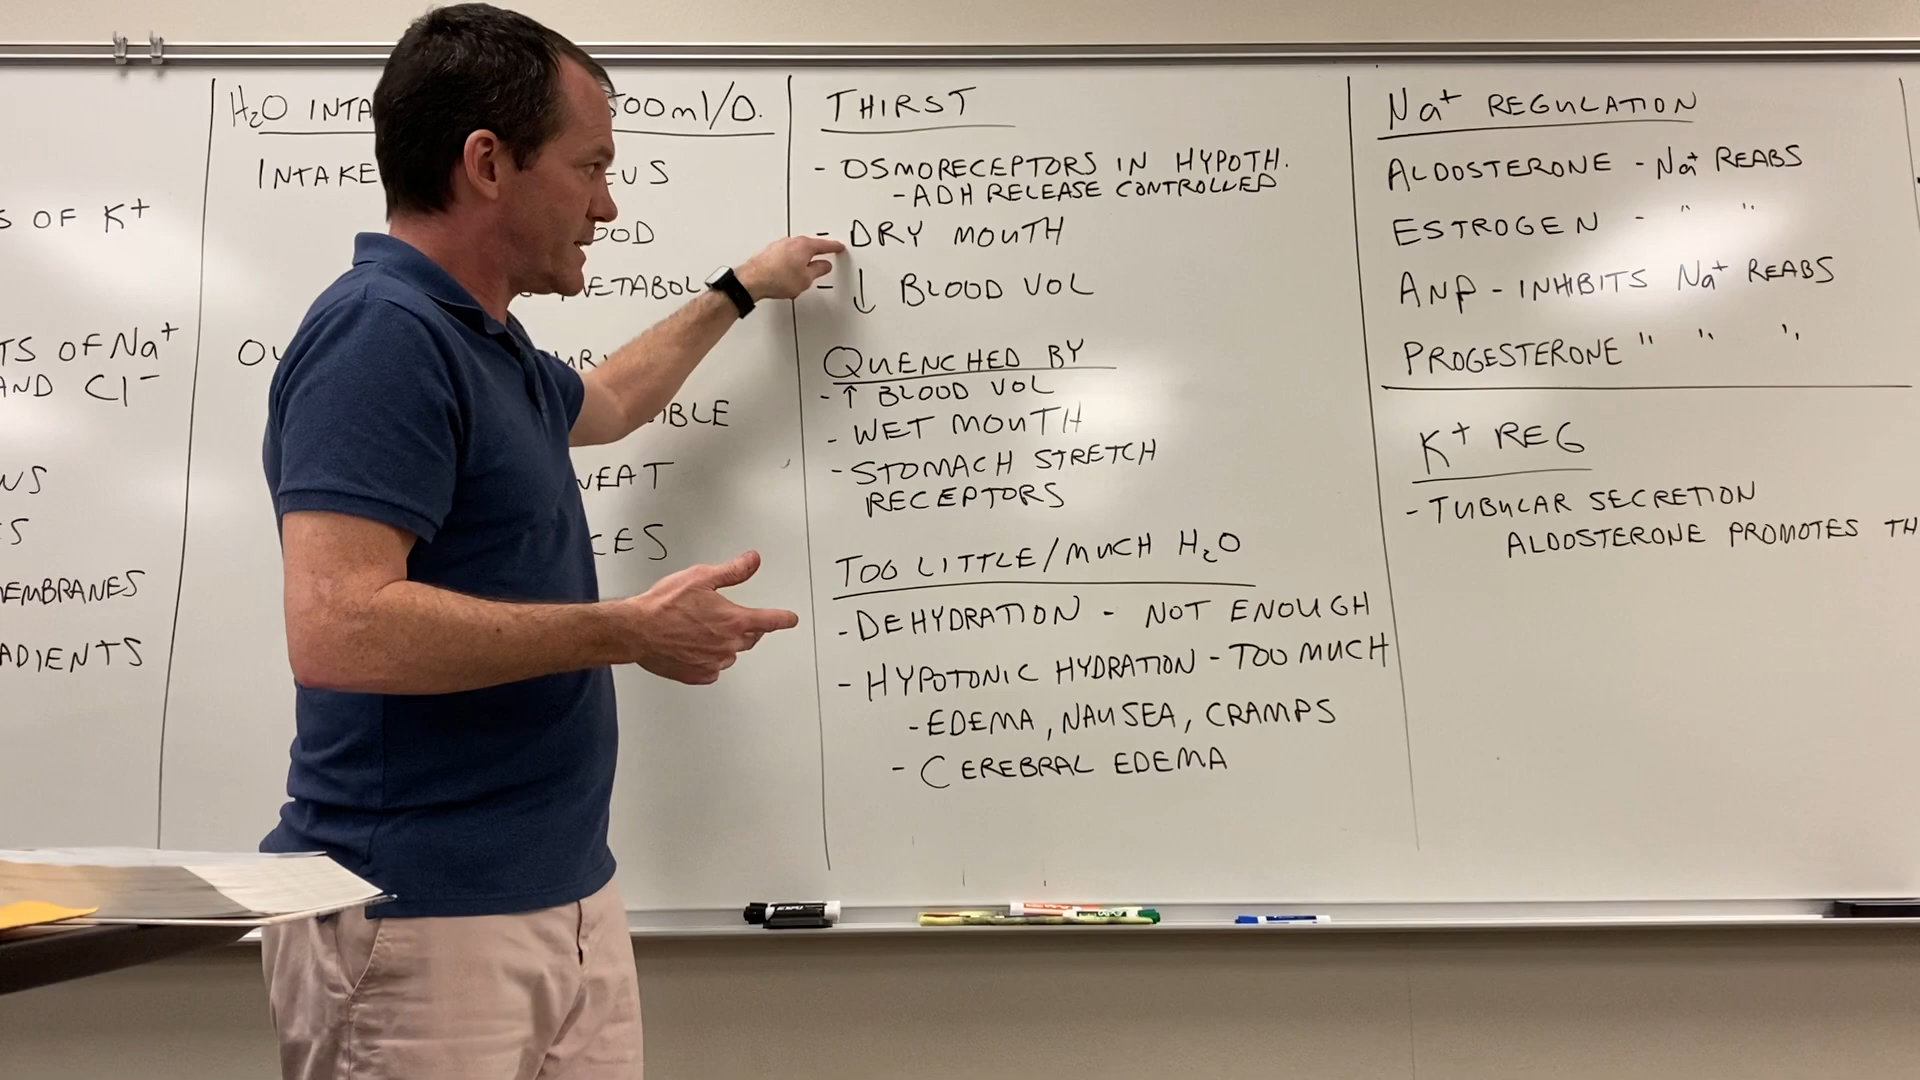 S OF K+
TS OF Na+
AND Cl-
NS
ES
EMBRANES
ADIENTS
H2O INTA 500ml/D.
INTAKE EUS
OOD
METABOL
OU UR
BLE
WEAT
CES
THIRST
- OSMORECEPTORS IN HYPOTH.
- ADH RELEASE CONTROLLED
- DRY MOUTH
- ↓ BLOOD VOL
QUENCHED BY
- ↑ BLOOD VOL
- WET MOUTH
- STOMACH STRETCH
RECEPTORS
TOO LITTLE/MUCH H2O
- DEHYDRATION - NOT ENOUGH
- HYPOTONIC HYDRATION - TOO MUCH
- EDEMA, NAUSEA, CRAMPS
- CEREBRAL EDEMA
Na+ REGULATION
ALDOSTERONE - Na+ REABS
ESTROGEN - " "
ANP - INHIBITS Na+ REABS
PROGESTERONE " " "
K+ REG
- TUBULAR SECRETION
ALDOSTERONE PROMOTES TH
EXPO